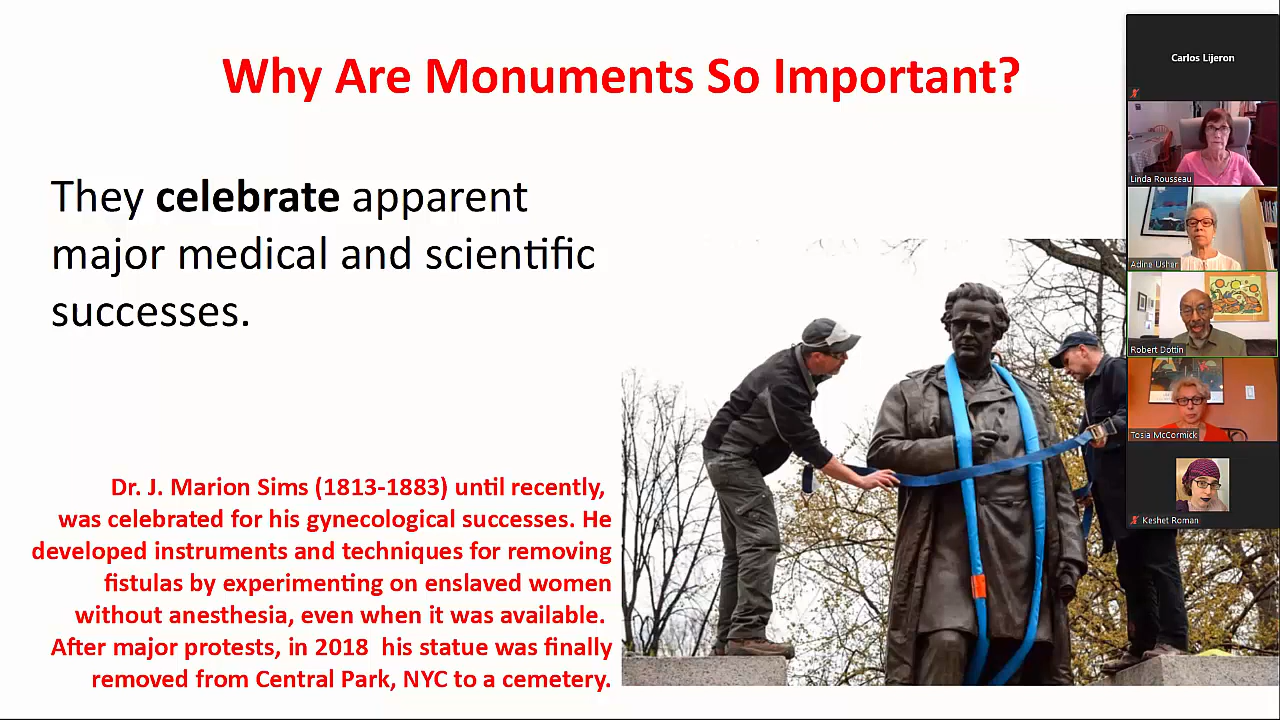 Why Are Monuments So Important?
They celebrate apparent
major medical and scientific
successes.
Dr. J. Marion Sims (1813-1883) until recently,
was celebrated for his gynecological successes. He
developed instruments and techniques for removing
fistulas by experimenting on enslaved women
without anesthesia, even when it was available.
After major protests, in 2018 his statue was finally
removed from Central Park, NYC to a cemetery.
Carlos Lijeron
Linda Rousseau
Adine Usher
Robert Dottin
Tosia McCormick
Keshet Roman